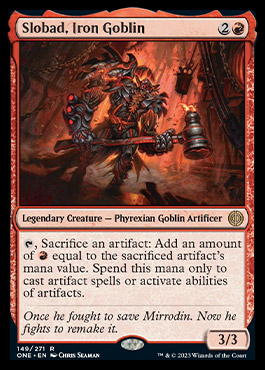 Slobad, Iron Goblin 2
Legendary Creature — Phyrexian Goblin Artificer
, Sacrifice an artifact: Add an amount
of equal to the sacrificed artifact's
mana value. Spend this mana only to
cast artifact spells or activate abilities
of artifacts.
Once he fought to save Mirrodin. Now he
fights to remake it.
3/3
149/271 R
ONE • EN CHRIS SEAMAN
™ & © 2023 Wizards of the Coast